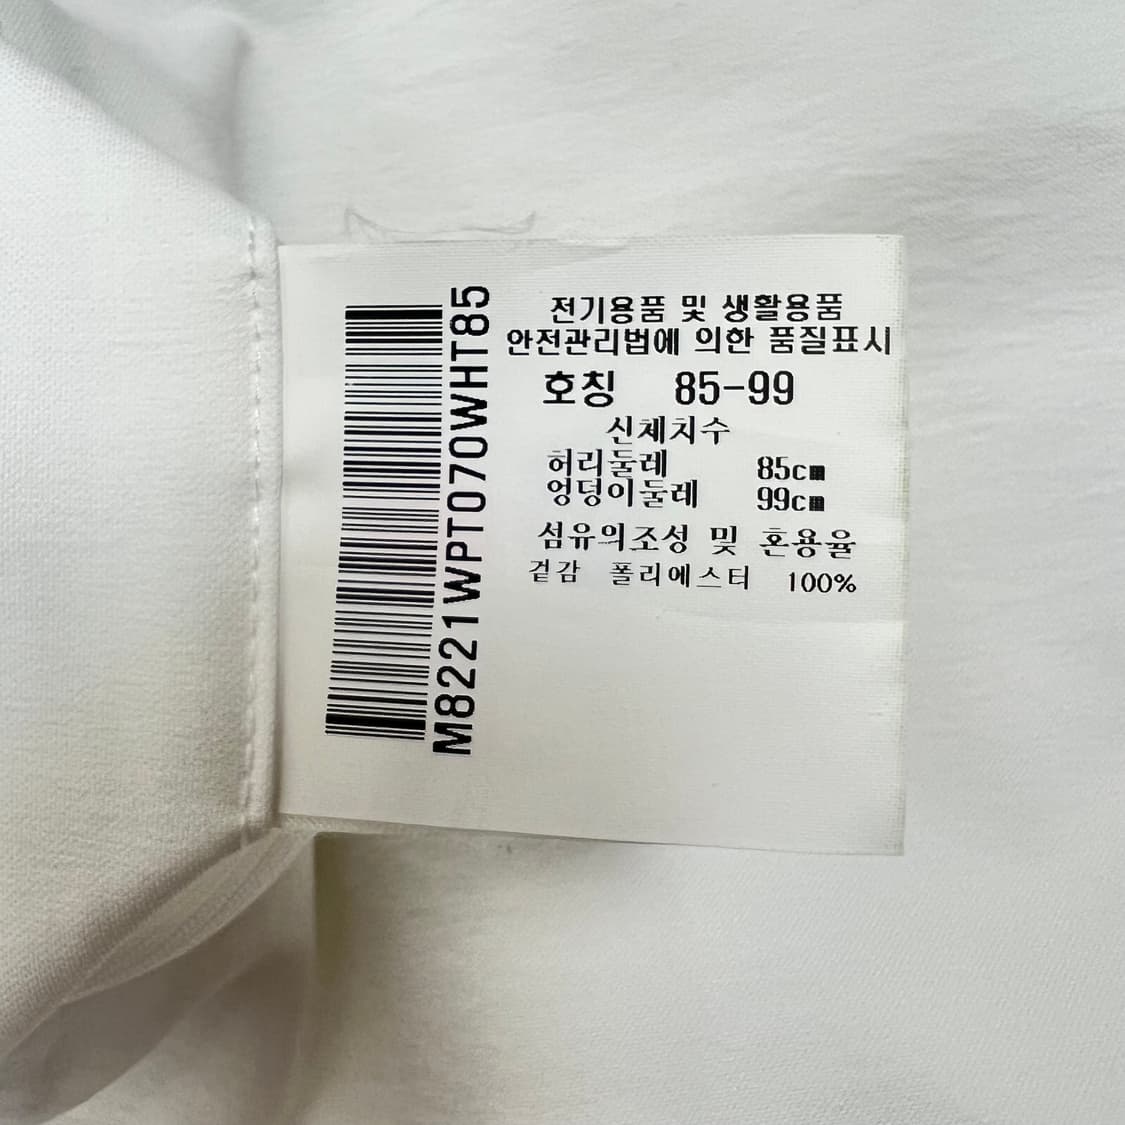 M8221WPT070WHT85
전기용품 및 생활용품
안전관리법에 의한 품질표시
호칭 85-99
신체치수
허리둘레 85cm
엉덩이둘레 99cm
섬유의조성 및 혼용율
겉감 폴리에스터 100%